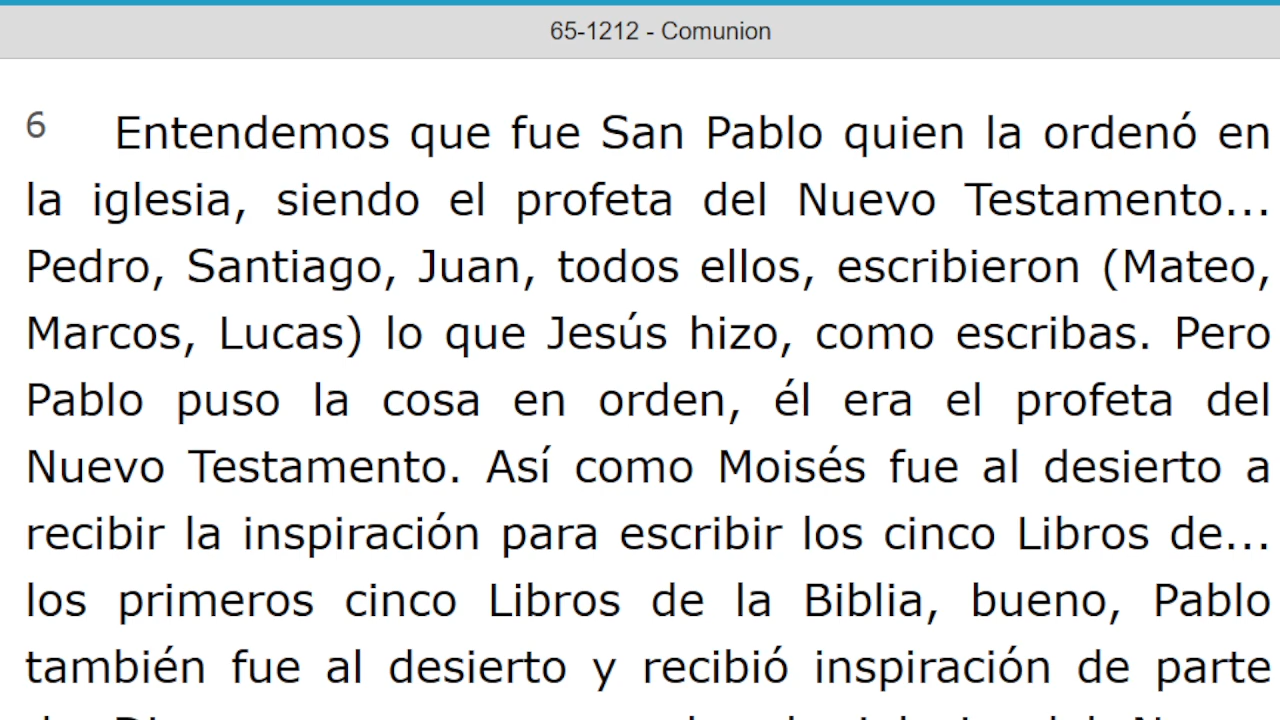 65-1212 - Comunion
6 Entendemos que fue San Pablo quien la ordenó en
la iglesia, siendo el profeta del Nuevo Testamento...
Pedro, Santiago, Juan, todos ellos, escribieron (Mateo,
Marcos, Lucas) lo que Jesús hizo, como escribas. Pero
Pablo puso la cosa en orden, él era el profeta del
Nuevo Testamento. Así como Moisés fue al desierto a
recibir la inspiración para escribir los cinco Libros de...
los primeros cinco Libros de la Biblia, bueno, Pablo
también fue al desierto y recibió inspiración de parte